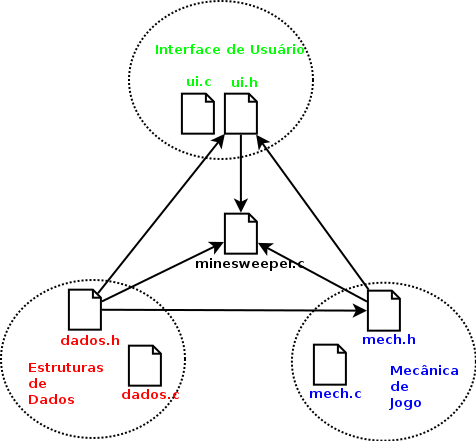 Interface de Usuário
ui.c
ui.h
minesweeper.c
dados.h
mech.h
Estruturas
de
Dados
dados.c
mech.c
Mecânica
de
Jogo